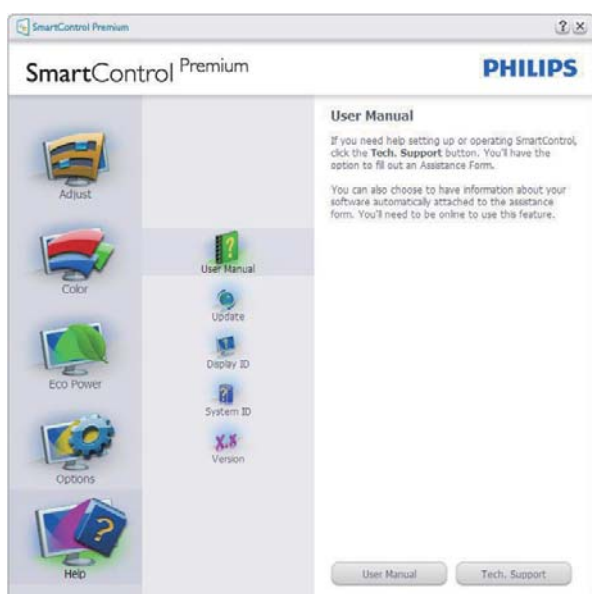 SmartControl Premium
SmartControl Premium
PHILIPS
Adjust
Color
Eco Power
Options
Help
User Manual
Update
Display ID
System ID
X.X
Version
User Manual
If you need help setting up or operating SmartControl,
click the Tech. Support button. You'll have the
option to fill out an Assistance Form.
You can also choose to have information about your
software automatically attached to the assistance
form. You'll need to be online to use this feature.
User Manual
Tech. Support